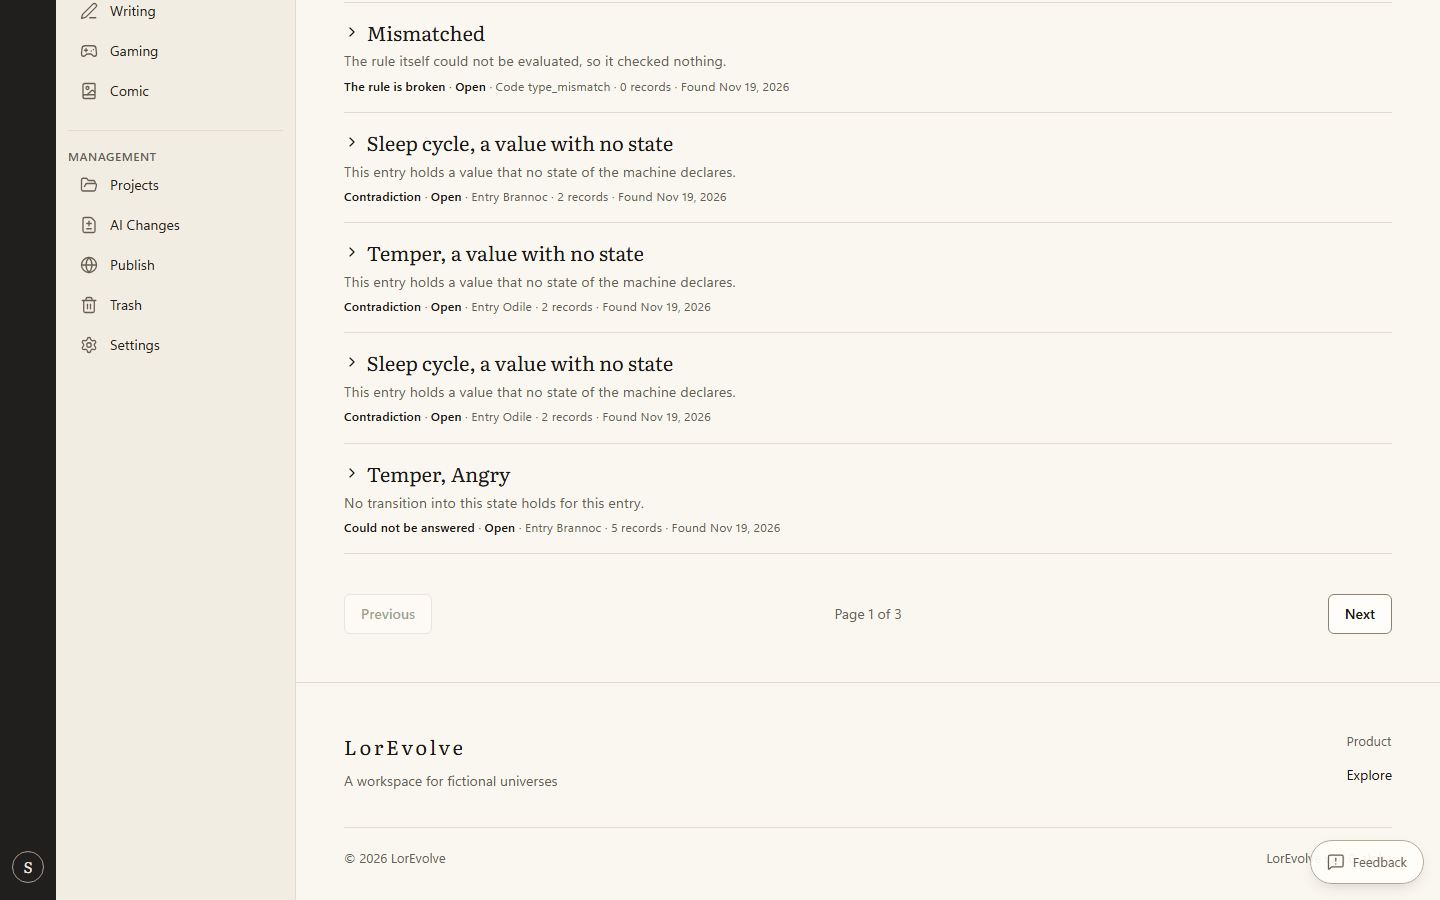 Writing
Gaming
Comic
MANAGEMENT
Projects
AI Changes
Publish
Trash
Settings
S
Mismatched
The rule itself could not be evaluated, so it checked nothing.
The rule is broken · Open · Code type_mismatch · 0 records · Found Nov 19, 2026
Sleep cycle, a value with no state
This entry holds a value that no state of the machine declares.
Contradiction · Open · Entry Brannoc · 2 records · Found Nov 19, 2026
Temper, a value with no state
This entry holds a value that no state of the machine declares.
Contradiction · Open · Entry Odile · 2 records · Found Nov 19, 2026
Sleep cycle, a value with no state
This entry holds a value that no state of the machine declares.
Contradiction · Open · Entry Odile · 2 records · Found Nov 19, 2026
Temper, Angry
No transition into this state holds for this entry.
Could not be answered · Open · Entry Brannoc · 5 records · Found Nov 19, 2026
Previous
Page 1 of 3
Next
LorEvolve
A workspace for fictional universes
Product
Explore
© 2026 LorEvolve
Feedback